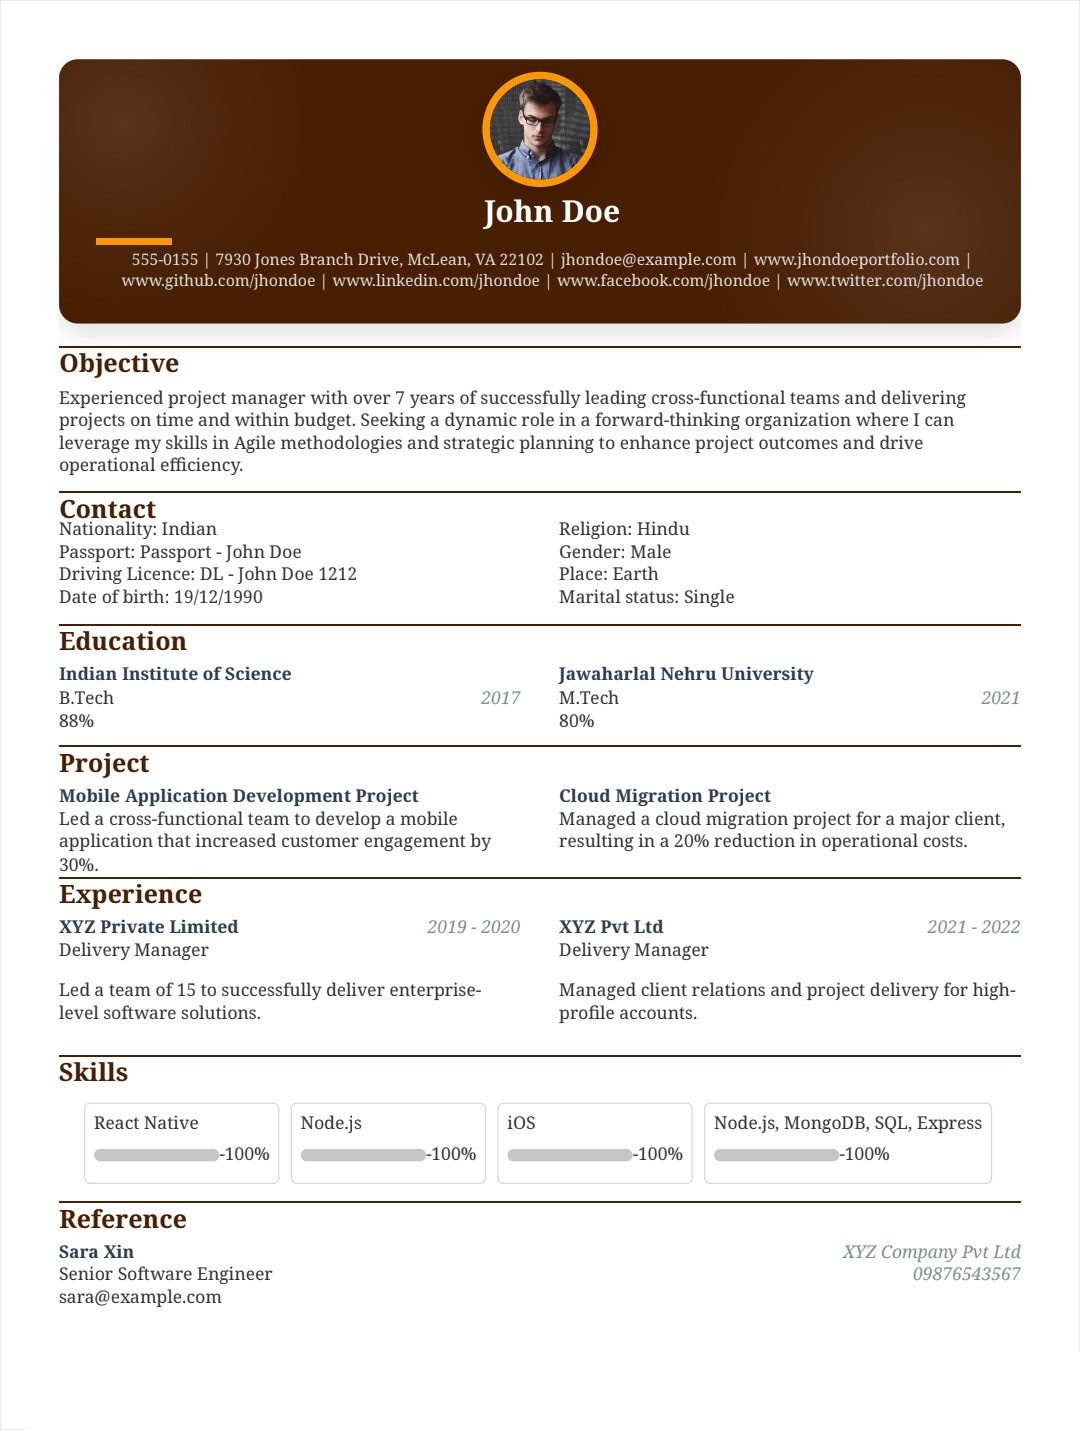 John Doe
555-0155 | 7930 Jones Branch Drive, McLean, VA 22102 | jhondoe@example.com | www.jhondoeportfolio.com |
www.github.com/jhondoe | www.linkedin.com/jhondoe | www.facebook.com/jhondoe | www.twitter.com/jhondoe
Objective
Experienced project manager with over 7 years of successfully leading cross-functional teams and delivering
projects on time and within budget. Seeking a dynamic role in a forward-thinking organization where I can
leverage my skills in Agile methodologies and strategic planning to enhance project outcomes and drive
operational efficiency.
Contact
Nationality: Indian
Passport: Passport - John Doe
Driving Licence: DL - John Doe 1212
Date of birth: 19/12/1990
Religion: Hindu
Gender: Male
Place: Earth
Marital status: Single
Education
Indian Institute of Science
B.Tech 2017
88%
Jawaharlal Nehru University
M.Tech 2021
80%
Project
Mobile Application Development Project
Led a cross-functional team to develop a mobile
application that increased customer engagement by
30%.
Cloud Migration Project
Managed a cloud migration project for a major client,
resulting in a 20% reduction in operational costs.
Experience
XYZ Private Limited 2019 - 2020
Delivery Manager
Led a team of 15 to successfully deliver enterprise-
level software solutions.
XYZ Pvt Ltd 2021 - 2022
Delivery Manager
Managed client relations and project delivery for high-
profile accounts.
Skills
React Native
-100%
Node.js
-100%
iOS
-100%
Node.js, MongoDB, SQL, Express
-100%
Reference
Sara Xin XYZ Company Pvt Ltd
Senior Software Engineer 09876543567
sara@example.com